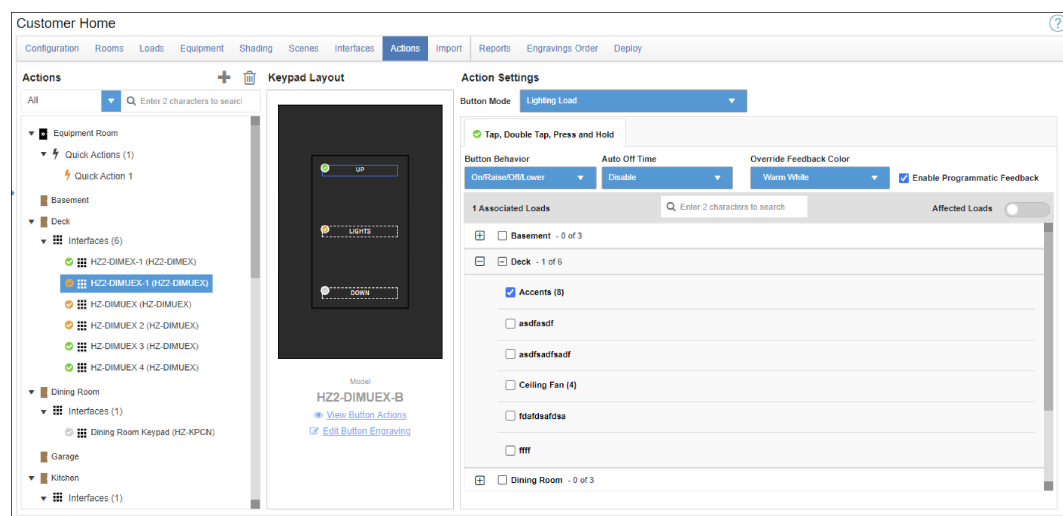 Customer Home
?
Configuration Rooms Loads Equipment Shading Scenes Interfaces Actions Import Reports Engravings Order Deploy
Actions
All
Enter 2 characters to searcl
Equipment Room
Quick Actions (1)
Quick Action 1
Basement
Deck
Interfaces (6)
HZ2-DIMEX-1 (HZ2-DIMEX)
HZ2-DIMUEX-1 (HZ2-DIMUEX)
HZ-DIMUEX (HZ-DIMUEX)
HZ-DIMUEX 2 (HZ-DIMUEX)
HZ-DIMUEX 3 (HZ-DIMUEX)
HZ-DIMUEX 4 (HZ-DIMUEX)
Dining Room
Interfaces (1)
Dining Room Keypad (HZ-KPCN)
Garage
Kitchen
Interfaces (1)
Keypad Layout
UP
LIGHTS
DOWN
Model
HZ2-DIMUEX-B
View Button Actions
Edit Button Engraving
Action Settings
Button Mode Lighting Load
Tap, Double Tap, Press and Hold
Button Behavior Auto Off Time Override Feedback Color
On/Raise/Off/Lower Disable Warm White Enable Programmatic Feedback
1 Associated Loads Enter 2 characters to search Affected Loads
Basement - 0 of 3
Deck - 1 of 6
Accents (8)
asdfasdf
asdfsadfsadf
Ceiling Fan (4)
fdafdsafdsa
ffff
Dining Room - 0 of 3